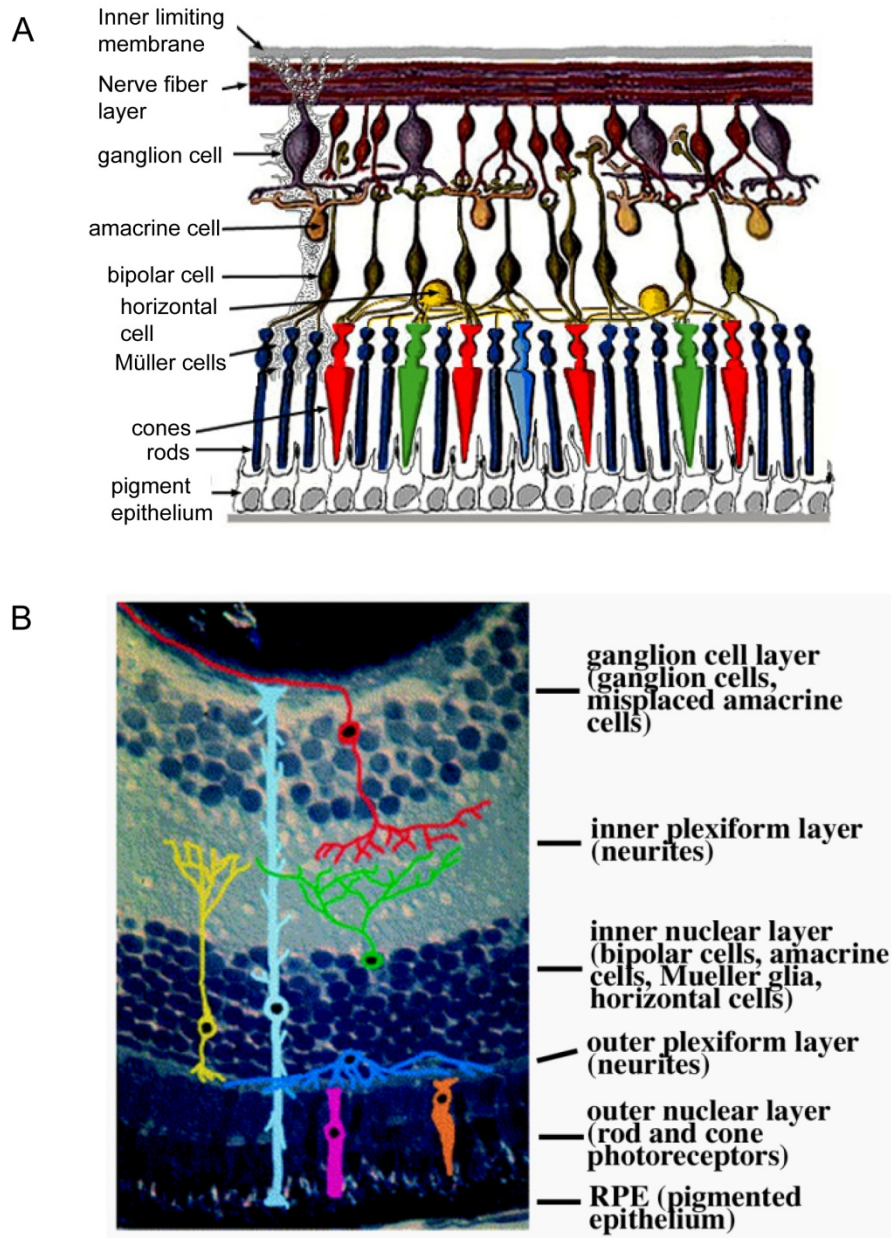 A
Inner limiting
membrane
Nerve fiber
layer
ganglion cell
amacrine cell
bipolar cell
horizontal
cell
Müller cells
cones
rods
pigment
epithelium
B
ganglion cell layer
(ganglion cells,
misplaced amacrine
cells)
inner plexiform layer
(neurites)
inner nuclear layer
(bipolar cells, amacrine
cells, Mueller glia,
horizontal cells)
outer plexiform layer
(neurites)
outer nuclear layer
(rod and cone
photoreceptors)
RPE (pigmented
epithelium)